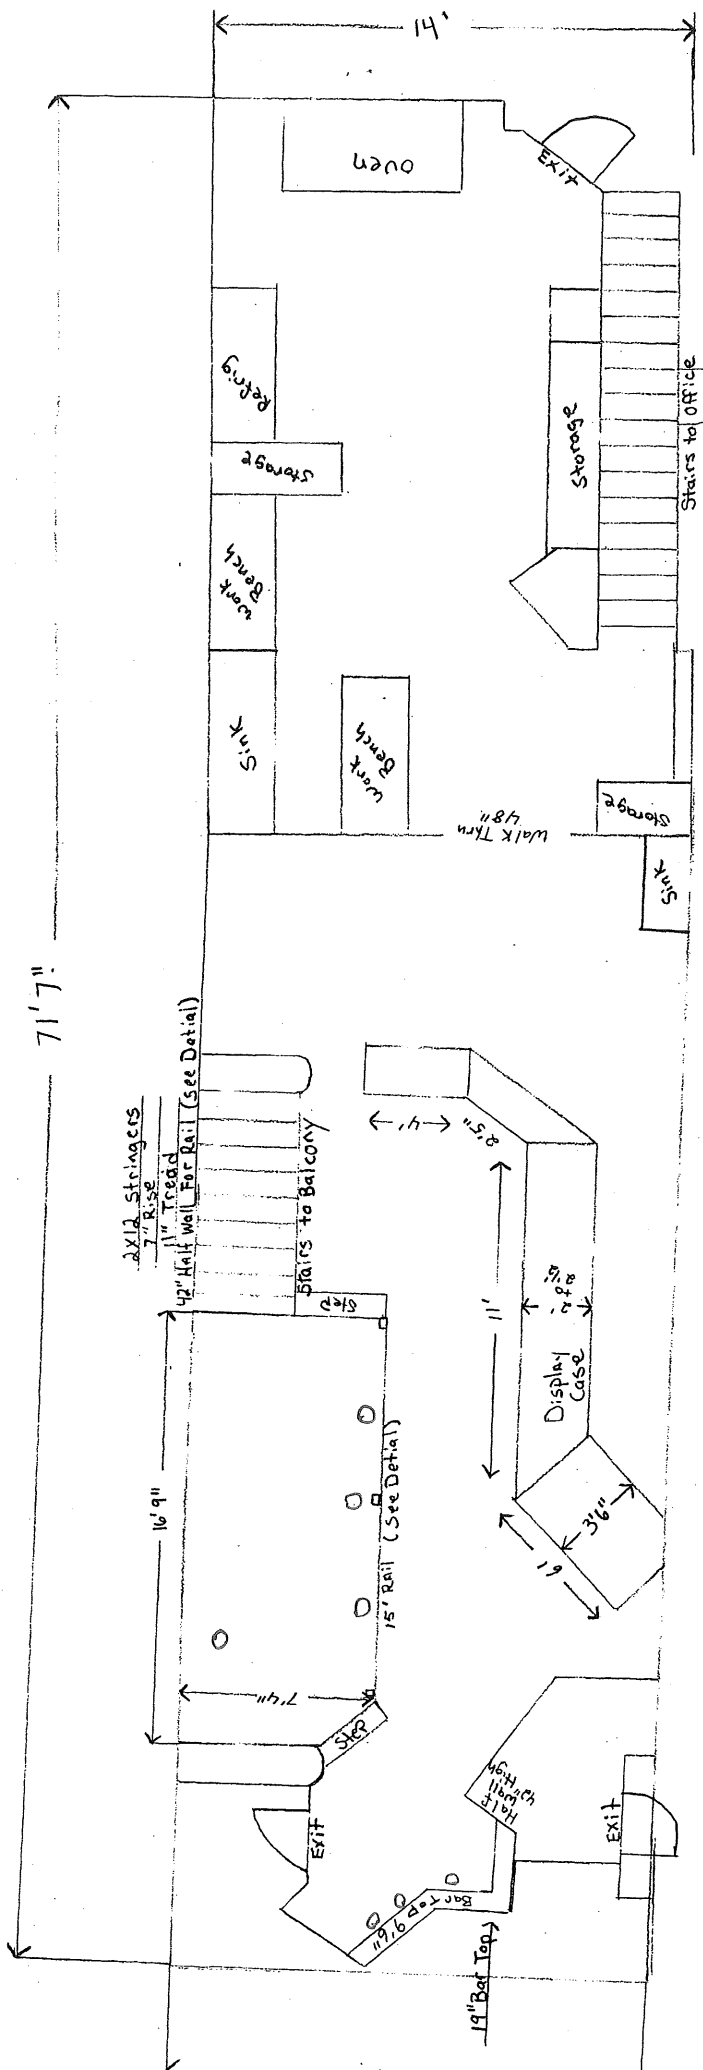 14'
oven
Exit
Refrig
Storage
Storage
Stairs to Office
Work
Bench
Sink
Work
Bench
Walk Thru
48"
Storage
Sink
71'7"
2X12 Stringers
7" Rise
11" Tread
42" Half Wall For Rail (see Detial)
Stairs to Balcony
Step
4'
2'5"
11'
Display
Case
16'9"
15' Rail (See Detial)
7'4"
6'
3'6"
Step
Exit
Half
Wall
42" High
Exit
Bar Top 9'6"
19" Bar Top